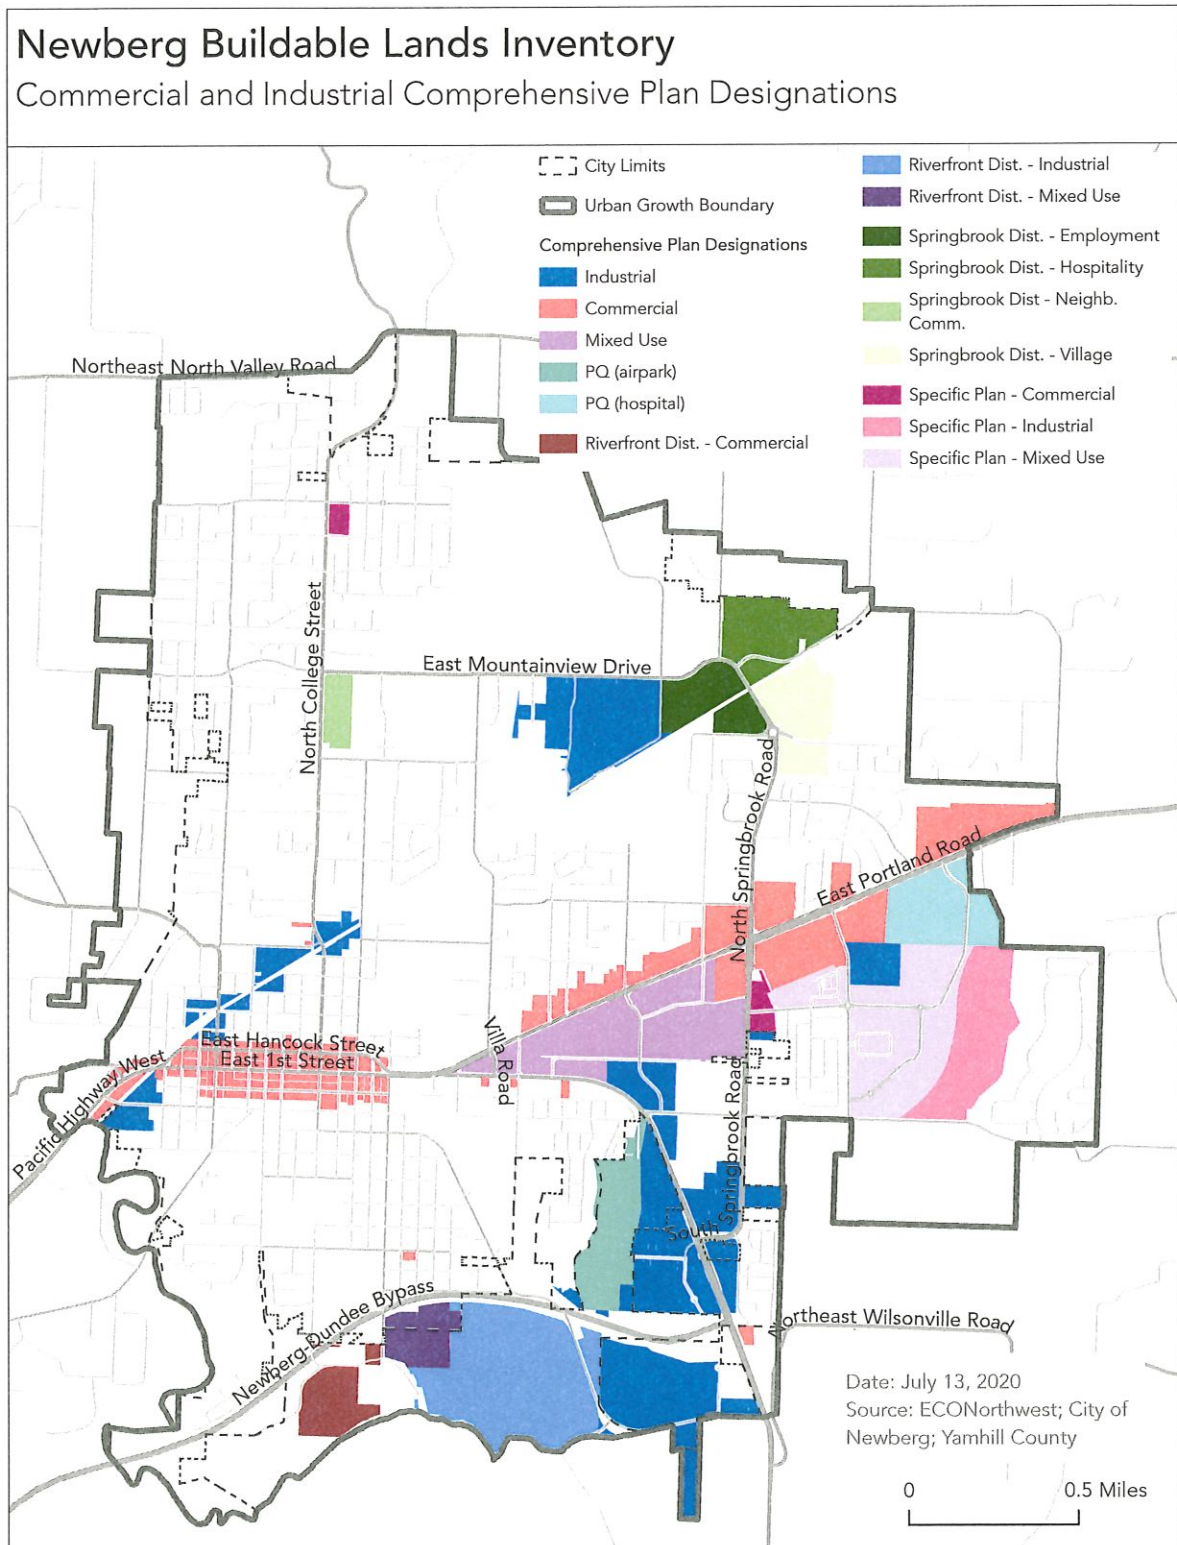 Newberg Buildable Lands Inventory
Commercial and Industrial Comprehensive Plan Designations
City Limits
Urban Growth Boundary
Comprehensive Plan Designations
Industrial
Commercial
Mixed Use
PQ (airpark)
PQ (hospital)
Riverfront Dist. - Commercial
Riverfront Dist. - Industrial
Riverfront Dist. - Mixed Use
Springbrook Dist. - Employment
Springbrook Dist. - Hospitality
Springbrook Dist - Neighb.
Comm.
Springbrook Dist. - Village
Specific Plan - Commercial
Specific Plan - Industrial
Specific Plan - Mixed Use
Northeast North Valley Road
North College Street
East Mountainview Drive
North Springbrook Road
East Portland Road
Villa Road
East Hancock Street
East 1st Street
Pacific Highway West
South Springbrook Road
Newberg-Dundee Bypass
Northeast Wilsonville Road
Date: July 13, 2020
Source: ECONorthwest; City of
Newberg; Yamhill County
0 0.5 Miles